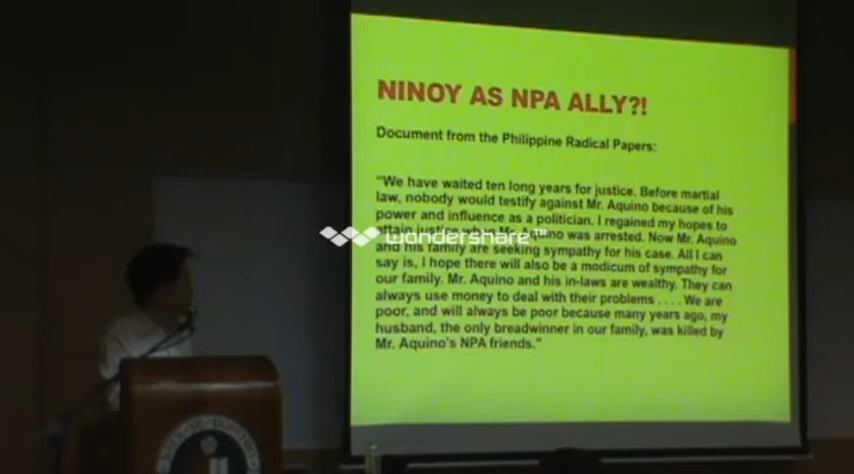 NINOY AS NPA ALLY?!
Document from the Philippine Radical Papers:
"We have waited ten long years for justice. Before martial
law, nobody would testify against Mr. Aquino because of his
power and influence as a politician. I regained my hopes to
attain justice when Mr. Aquino was arrested. Now Mr. Aquino
wondershare™
and his family are seeking sympathy for his case. All I can
say is, I hope there will also be a modicum of sympathy for
our family. Mr. Aquino and his in-laws are wealthy. They can
always use money to deal with their problems . . . . We are
poor, and will always be poor because many years ago, my
husband, the only breadwinner in our family, was killed by
Mr. Aquino's NPA friends."